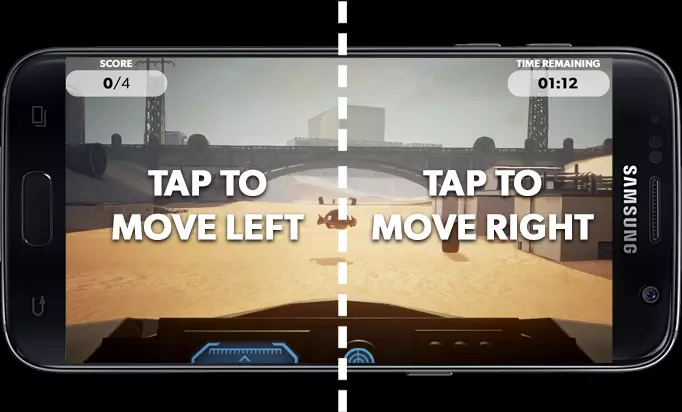 SCORE
0/4
TIME REMAINING
01:12
TAP TO
MOVE LEFT
TAP TO
MOVE RIGHT
SAMSUNG